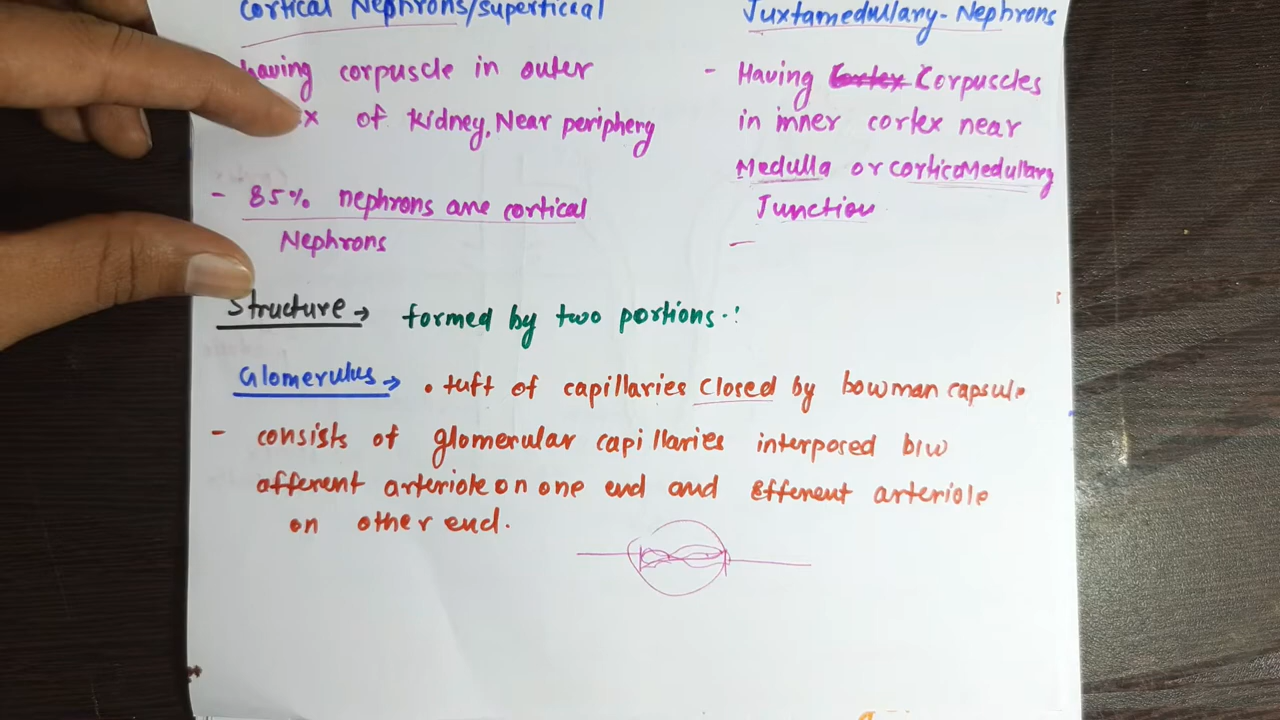 Cortical Nephrons/superficial
having corpuscle in outer
of kidney, Near periphery
- 85% nephrons are cortical
Nephrons
Juxtamedullary-Nephrons
- Having Cortex Corpuscles
in inner cortex near
Medulla or corticoMedullary
Junction
-
Structure → formed by two portions.:
Glomerulus → • tuft of capillaries closed by bowman capsule
- consists of glomerular capillaries interposed b/w
afferent arteriole on one end and Efferent arteriole
on other end.